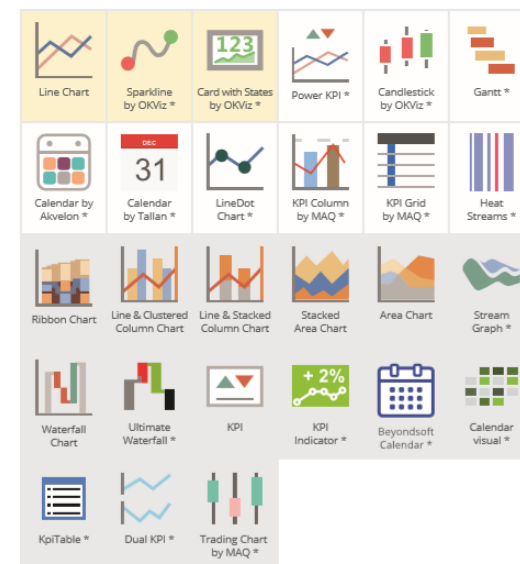 123
Line Chart
Sparkline
by OKViz *
Card with States
by OKViz *
Power KPI *
Candlestick
by OKViz *
Gantt *
DEC
31
Calendar by
Akvelon *
Calendar
by Tallan *
LineDot
Chart *
KPI Column
by MAQ *
KPI Grid
by MAQ *
Heat
Streams *
Ribbon Chart
Line & Clustered
Column Chart
Line & Stacked
Column Chart
Stacked
Area Chart
Area Chart
Stream
Graph *
+ 2%
Waterfall
Chart
Ultimate
Waterfall *
KPI
KPI
Indicator *
Beyondsoft
Calendar *
Calendar
visual *
KpiTable *
Dual KPI *
Trading Chart
by MAQ *